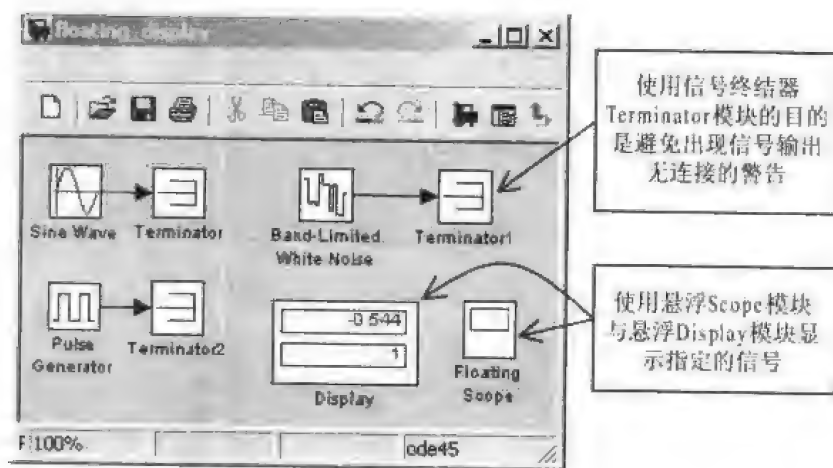 floating_display
使用信号终结器
Terminator模块的目的
是避免出现信号输出
无连接的警告
Sine Wave
Terminator
Band-Limited
White Noise
Terminator1
Pulse
Generator
Terminator2
-0.544
1
Display
Floating
Scope
使用悬浮Scope模块
与悬浮Display模块显
示指定的信号
F 100%
ode45